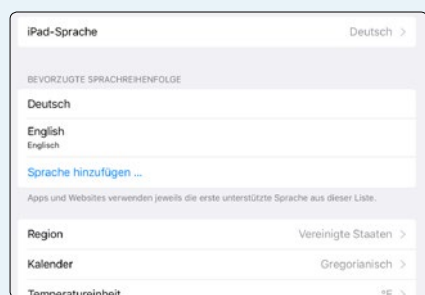 iPad-Sprache Deutsch >
BEVORZUGTE SPRACHREIHENFOLGE
Deutsch
English
Englisch
Sprache hinzufügen ...
Apps und Websites verwenden jeweils die erste unterstützte Sprache aus dieser Liste.
Region Vereinigte Staaten >
Kalender Gregorianisch >
Temperatureinheit °F >